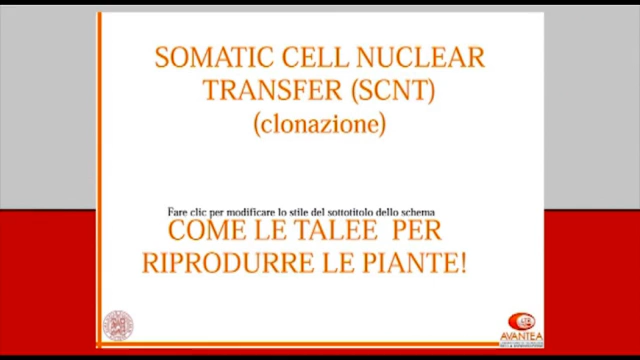 SOMATIC CELL NUCLEAR
TRANSFER (SCNT)
(clonazione)
Fare clic per modificare lo stile del sottotitolo dello schema
COME LE TALEE PER
RIPRODURRE LE PIANTE!
AVANTEA